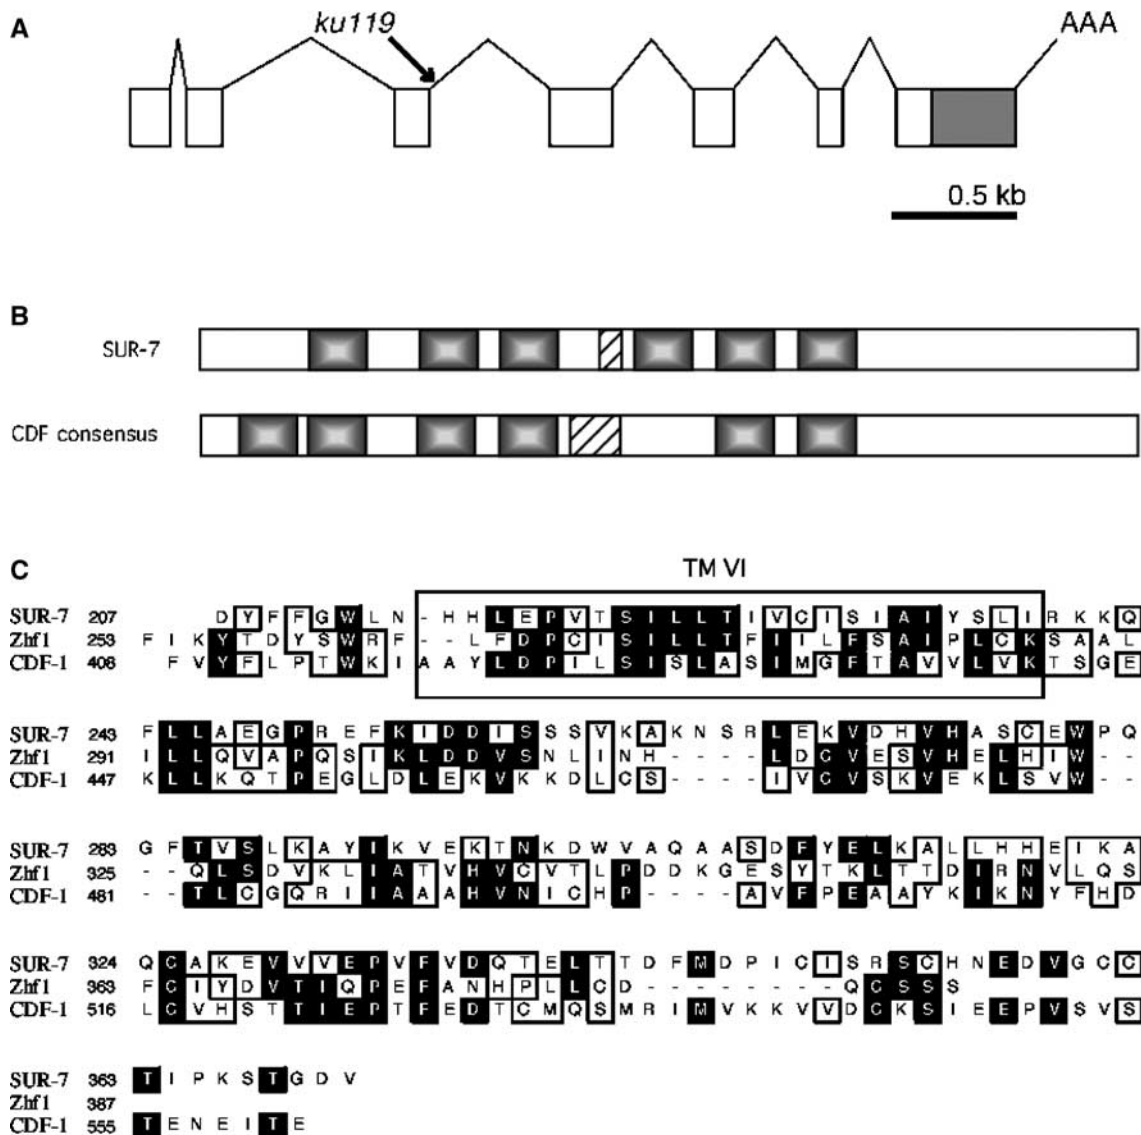 A
ku119
AAA
0.5 kb
B
SUR-7
CDF consensus
C
TM VI
SUR-7 207 D Y F F G W L N - H H L E P V T S I L L T I V C I S I A I Y S L I R K K Q
Zhf1 253 F I K Y T D Y S W R F - - L F D P C I S I L L T F I I L F S A I P L C K S A A L
CDF-1 408 F V Y F L P T W K I A A Y L D P I L S I S L A S I M G F T A V V L V K T S G E
SUR-7 243 F L L A E G P R E F K I D D I S S S V K A K N S R L E K V D H V H A S C E W P Q
Zhf1 291 I L L Q V A P Q S I K L D D V S N L I N H - - - - L D C V E S V H E L H I W - -
CDF-1 447 K L L K Q T P E G L D L E K V K K D L C S - - - - I V C V S K V E K L S V W - -
SUR-7 283 G F T V S L K A Y I K V E K T N K D W V A Q A A S D F Y E L K A L L H H E I K A
Zhf1 325 - - Q L S D V K L I A T V H V C V T L P D D K G E S Y T K L T T D I R N V L Q S
CDF-1 481 - - T L C G Q R I I A A A H V N I C H P - - - - A V F P E A A Y K I K N Y F H D
SUR-7 324 Q C A K E V V V E P V F V D Q T E L T T D F M D P I C I S R S C H N E D V G C C
Zhf1 363 F C I Y D V T I Q P E F A N H P L L C D - - - - - - - - Q C S S S
CDF-1 516 L C V H S T T I E P T F E D T C M Q S M R I M V K K V V D C K S I E E P V S V S
SUR-7 363 T I P K S T G D V
Zhf1 387
CDF-1 555 T E N E I T E